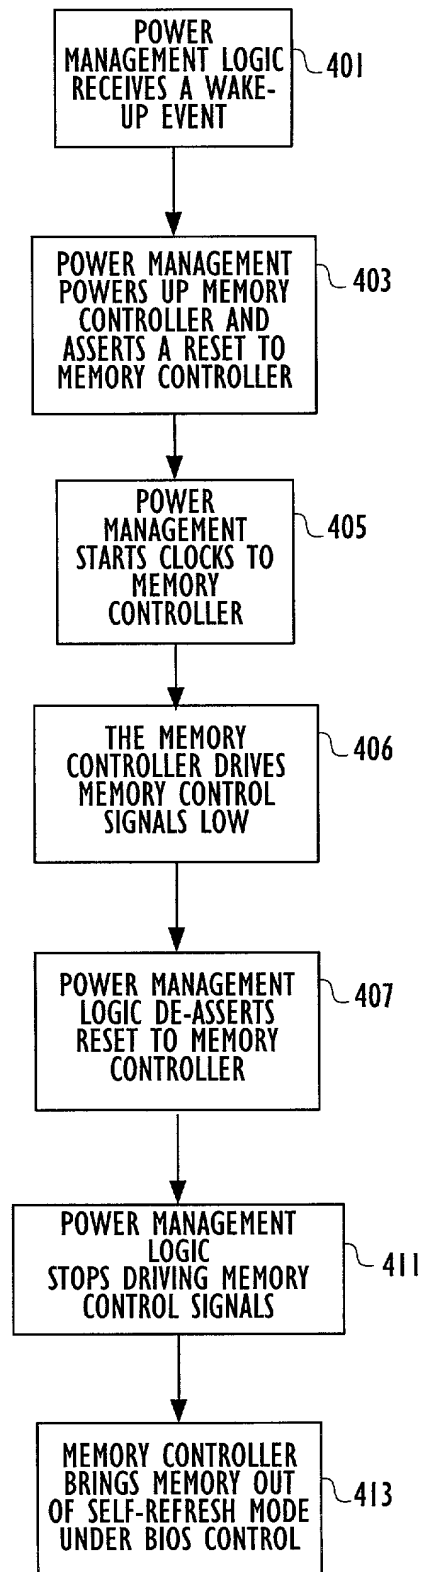 POWER
MANAGEMENT LOGIC
RECEIVES A WAKE-
UP EVENT
401
POWER MANAGEMENT
POWERS UP MEMORY
CONTROLLER AND
ASSERTS A RESET TO
MEMORY CONTROLLER
403
POWER
MANAGEMENT
STARTS CLOCKS TO
MEMORY
CONTROLLER
405
THE MEMORY
CONTROLLER DRIVES
MEMORY CONTROL
SIGNALS LOW
406
POWER MANAGEMENT
LOGIC DE-ASSERTS
RESET TO MEMORY
CONTROLLER
407
POWER MANAGEMENT
LOGIC
STOPS DRIVING MEMORY
CONTROL SIGNALS
411
MEMORY CONTROLLER
BRINGS MEMORY OUT
OF SELF-REFRESH MODE
UNDER BIOS CONTROL
413